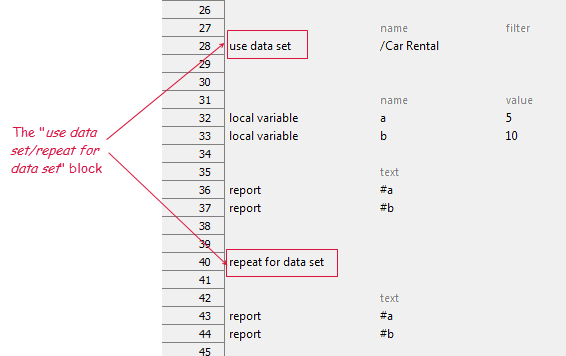 26
27 name filter
28 use data set /Car Rental
29
30
31 name value
32 local variable a 5
33 local variable b 10
34
35 text
36 report #a
37 report #b
38
39
40 repeat for data set
41
42 text
43 report #a
44 report #b
45
The "use data
set/repeat for
data set" block